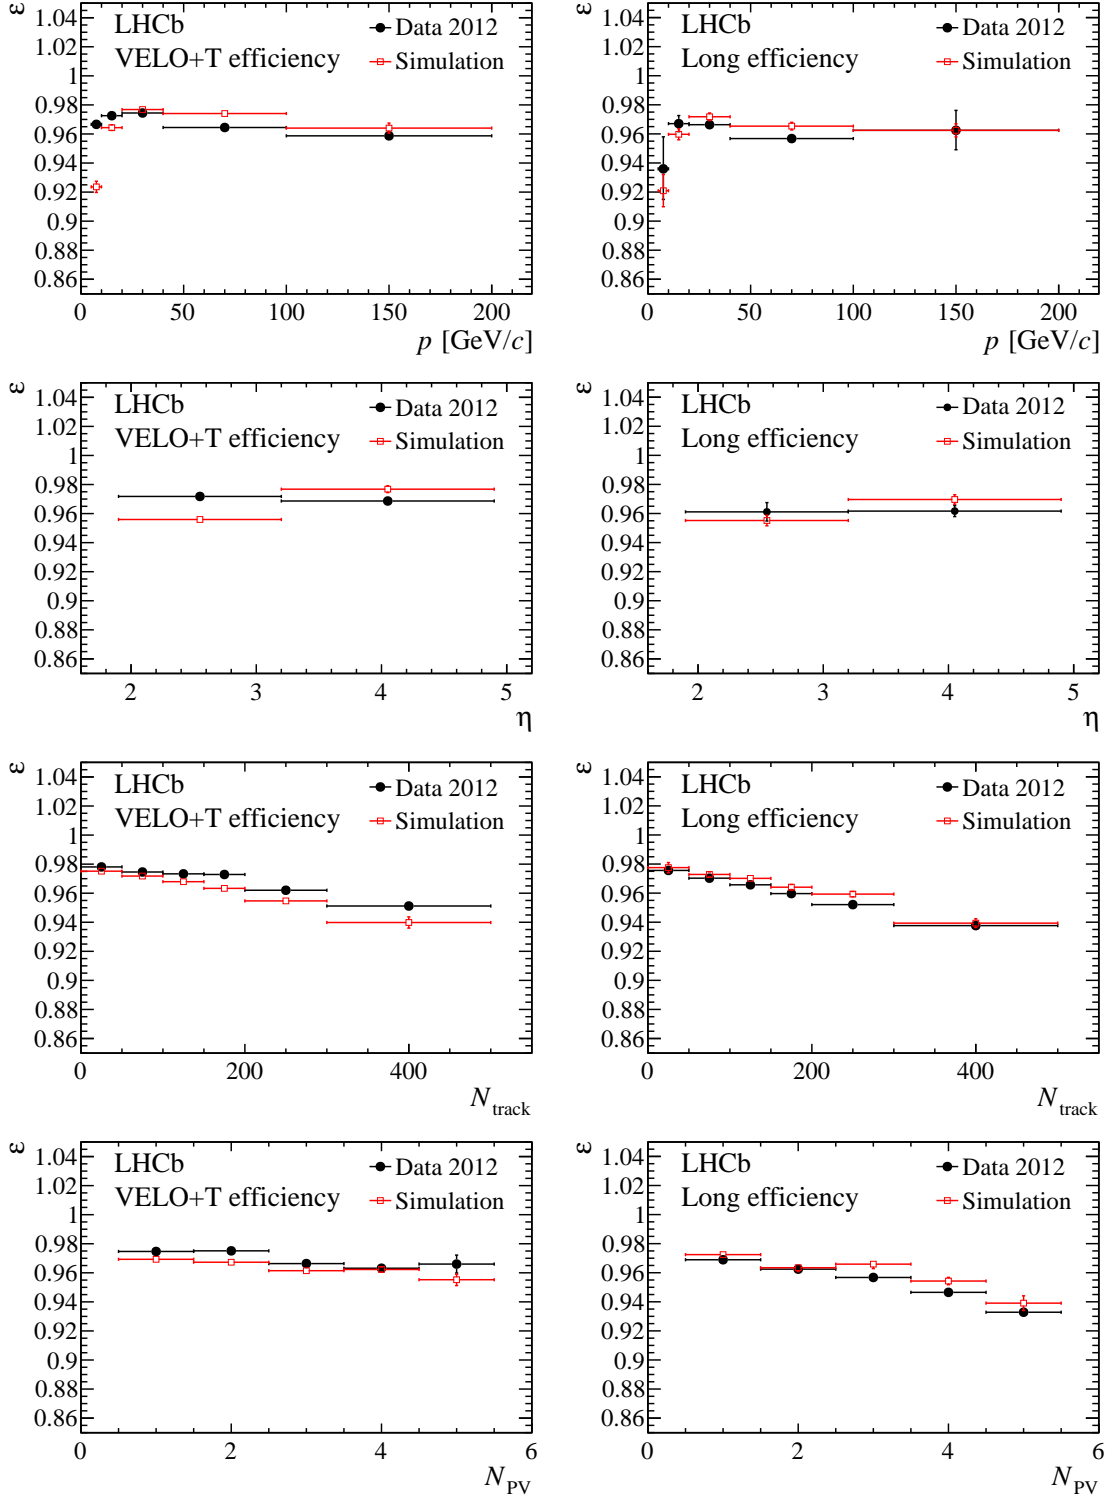 ε
1.04
1.02
1
0.98
0.96
0.94
0.92
0.9
0.88
0.86
LHCb
VELO+T efficiency
Data 2012
Simulation
0 50 100 150 200
p [GeV/c]
ε
1.04
1.02
1
0.98
0.96
0.94
0.92
0.9
0.88
0.86
LHCb
Long efficiency
Data 2012
Simulation
0 50 100 150 200
p [GeV/c]
ε
1.04
1.02
1
0.98
0.96
0.94
0.92
0.9
0.88
0.86
LHCb
VELO+T efficiency
Data 2012
Simulation
2 3 4 5
η
ε
1.04
1.02
1
0.98
0.96
0.94
0.92
0.9
0.88
0.86
LHCb
Long efficiency
Data 2012
Simulation
2 3 4 5
η
ε
1.04
1.02
1
0.98
0.96
0.94
0.92
0.9
0.88
0.86
LHCb
VELO+T efficiency
Data 2012
Simulation
0 200 400
N track
ε
1.04
1.02
1
0.98
0.96
0.94
0.92
0.9
0.88
0.86
LHCb
Long efficiency
Data 2012
Simulation
0 200 400
N track
ε
1.04
1.02
1
0.98
0.96
0.94
0.92
0.9
0.88
0.86
LHCb
VELO+T efficiency
Data 2012
Simulation
0 2 4 6
N PV
ε
1.04
1.02
1
0.98
0.96
0.94
0.92
0.9
0.88
0.86
LHCb
Long efficiency
Data 2012
Simulation
0 2 4 6
N PV